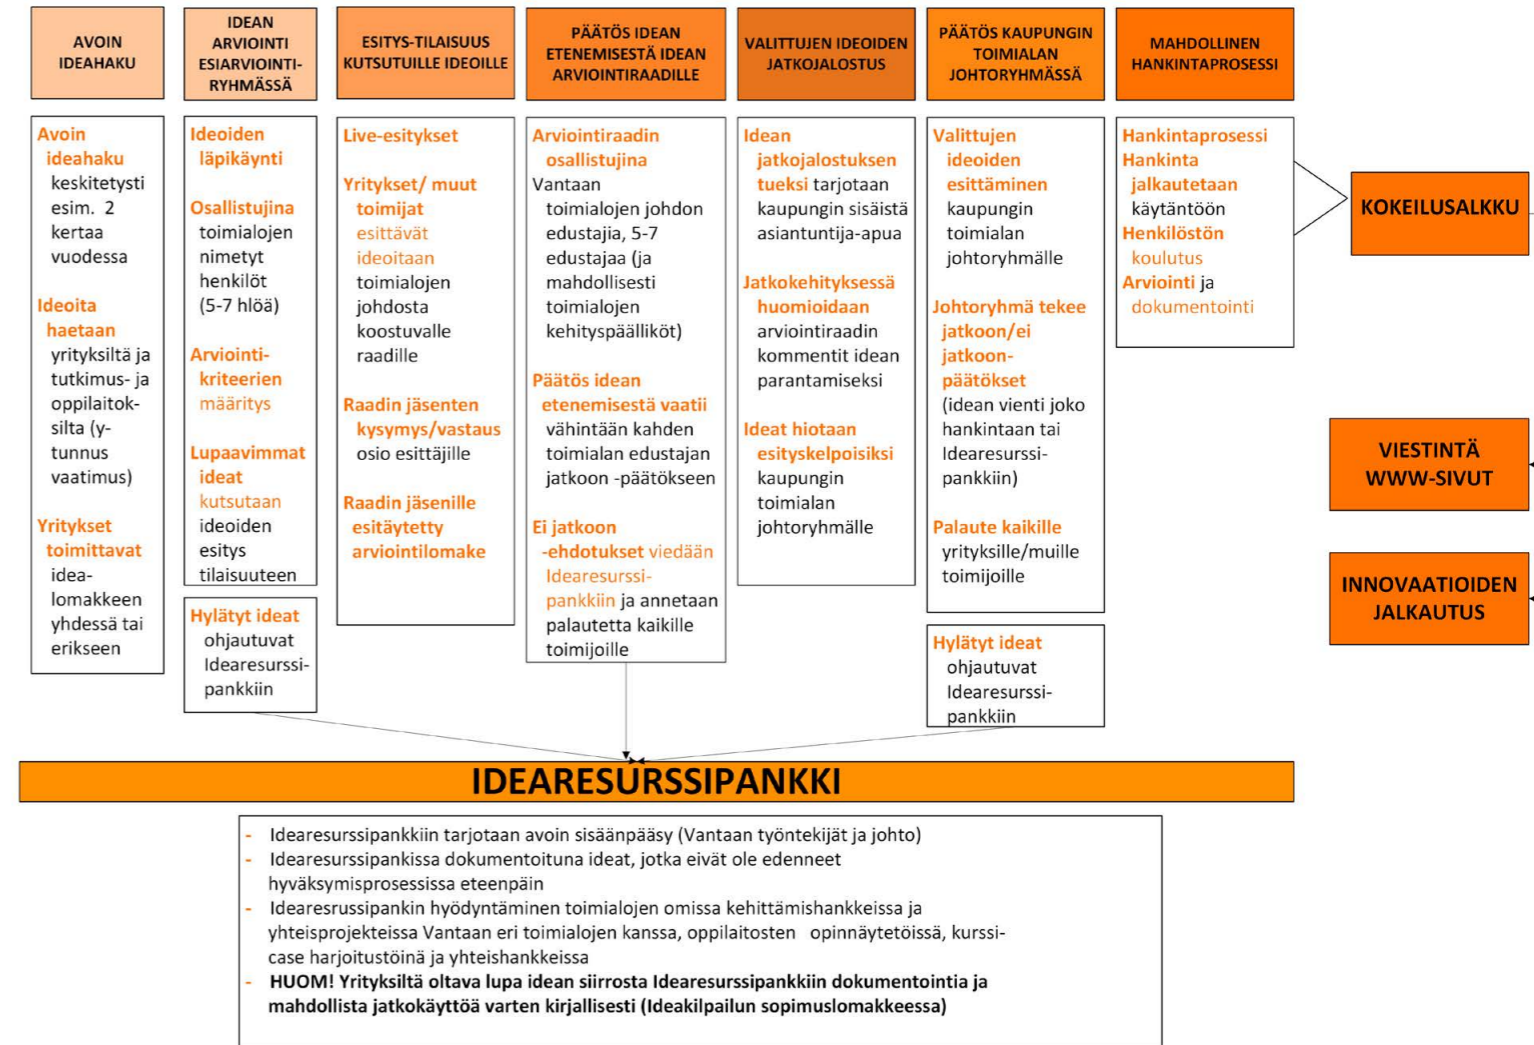 AVOIN
IDEAHAKU
IDEAN
ARVIOINTI
ESIARVIOINTI-
RYHMÄSSÄ
ESITYS-TILAISUUS
KUTSUTUILLE IDEOILLE
PÄÄTÖS IDEAN
ETENEMISESTÄ IDEAN
ARVIOINTIRAADILLE
VALITTUJEN IDEOIDEN
JATKOJALOSTUS
PÄÄTÖS KAUPUNGIN
TOIMIALAN
JOHTORYHMÄSSÄ
MAHDOLLINEN
HANKINTAPROSESSI
Avoin
ideahaku
keskitetysti
esim. 2
kertaa
vuodessa
Ideoita
haetaan
yrityksiltä ja
tutkimus- ja
oppilaitok-
silta (y-
tunnus
vaatimus)
Yritykset
toimittavat
idea-
lomakkeen
yhdessä tai
erikseen
Ideoiden
läpikäynti
Osallistujina
toimialojen
nimetyt
henkilöt
(5-7 hlöä)
Arviointi-
kriteerien
määritys
Lupaavimmat
ideat
kutsutaan
ideoiden
esitys
tilaisuuteen
Hylätyt ideat
ohjautuvat
Idearesurssi-
pankkiin
Live-esitykset
Yritykset/ muut
toimijat
esittävät
ideoitaan
toimialojen
johdosta
koostuvalle
raadille
Raadin jäsenten
kysymys/vastaus
osio esittäjille
Raadin jäsenille
esitäytetty
arviointilomake
Arviointiraadin
osallistujina
Vantaan
toimialojen johdon
edustajia, 5-7
edustajaa (ja
mahdollisesti
toimialojen
kehityspäälliköt)
Päätös idean
etenemisestä vaatii
vähintään kahden
toimialan edustajan
jatkoon -päätökseen
Ei jatkoon
-ehdotukset viedään
Idearesurssi-
pankkiin ja annetaan
palautetta kaikille
toimijoille
Idean
jatkojalostuksen
tueksi tarjotaan
kaupungin sisäistä
asiantuntija-apua
Jatkokehityksessä
huomioidaan
arviointiraadin
kommentit idean
parantamiseksi
Ideat hiotaan
esityskelpoisiksi
kaupungin
toimialan
johtoryhmälle
Valittujen
ideoiden
esittäminen
kaupungin
toimialan
johtoryhmälle
Johtoryhmä tekee
jatkoon/ei
jatkoon-
päätökset
(idean vienti joko
hankintaan tai
Idearesurssi-
pankkiin)
Palaute kaikille
yrityksille/muille
toimijoille
Hylätyt ideat
ohjautuvat
Idearesurssi-
pankkiin
Hankintaprosessi
Hankinta
jalkautetaan
käytäntöön
Henkilöstön
koulutus
Arviointi ja
dokumentointi
KOKEILUSALKKU
VIESTINTÄ
WWW-SIVUT
INNOVAATIOIDEN
JALKAUTUS
IDEARESURSSIPANKKI
- Idearesurssipankkiin tarjotaan avoin sisäänpääsy (Vantaan työntekijät ja johto)
- Idearesurssipankissa dokumentoituna ideat, jotka eivät ole edenneet
hyväksymisprosessissa eteenpäin
- Idearesrussipankin hyödyntäminen toimialojen omissa kehittämishankkeissa ja
yhteisprojekteissa Vantaan eri toimialojen kanssa, oppilaitosten opinnäytetöissä, kurssi-
case harjoitustöinä ja yhteishankkeissa
- HUOM! Yrityksiltä oltava lupa idean siirrosta Idearesurssipankkiin dokumentointia ja
mahdollista jatkokäyttöä varten kirjallisesti (Ideakilpailun sopimuslomakkeessa)